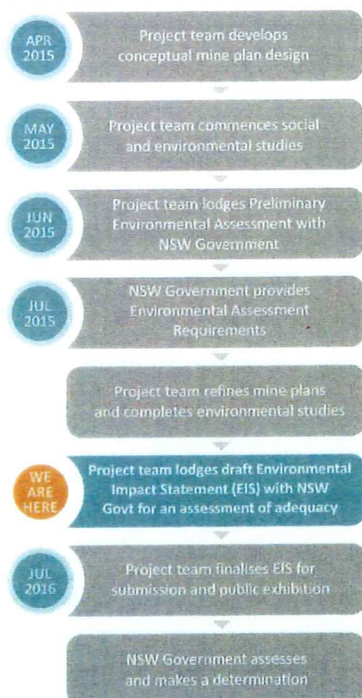 APR
2015
Project team develops
conceptual mine plan design
MAY
2015
Project team commences social
and environmental studies
JUN
2015
Project team lodges Preliminary
Environmental Assessment with
NSW Government
JUL
2015
NSW Government provides
Environmental Assessment
Requirements
Project team refines mine plans
and completes environmental studies
WE
ARE
HERE
Project team lodges draft Environmental
Impact Statement (EIS) with NSW
Govt for an assessment of adequacy
JUL
2016
Project team finalises EIS for
submission and public exhibition
NSW Government assesses
and makes a determination